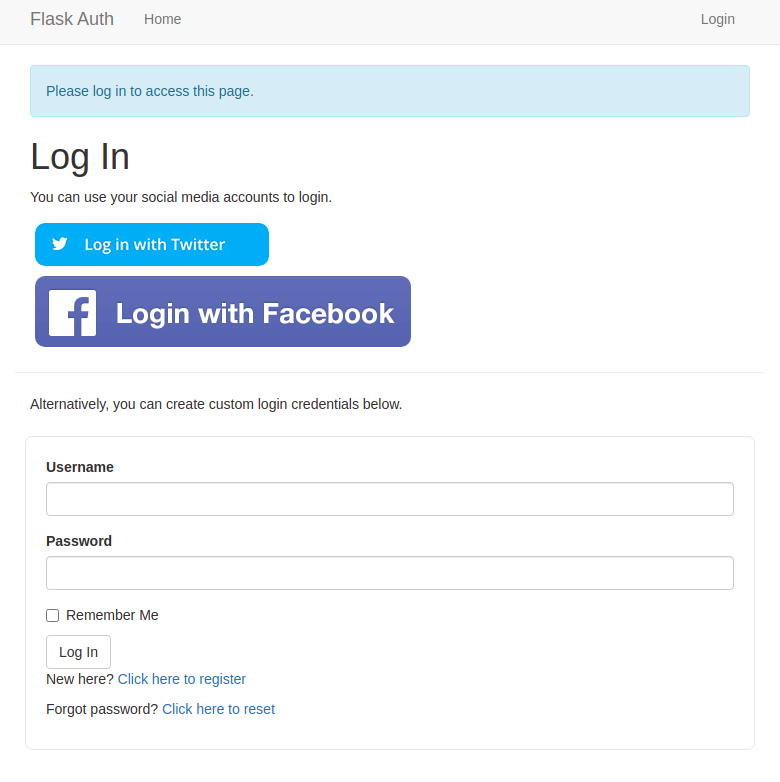 Flask Auth Home Login
Please log in to access this page.
Log In
You can use your social media accounts to login.
Log in with Twitter
Login with Facebook
Alternatively, you can create custom login credentials below.
Username
Password
Remember Me
Log In
New here? Click here to register
Forgot password? Click here to reset